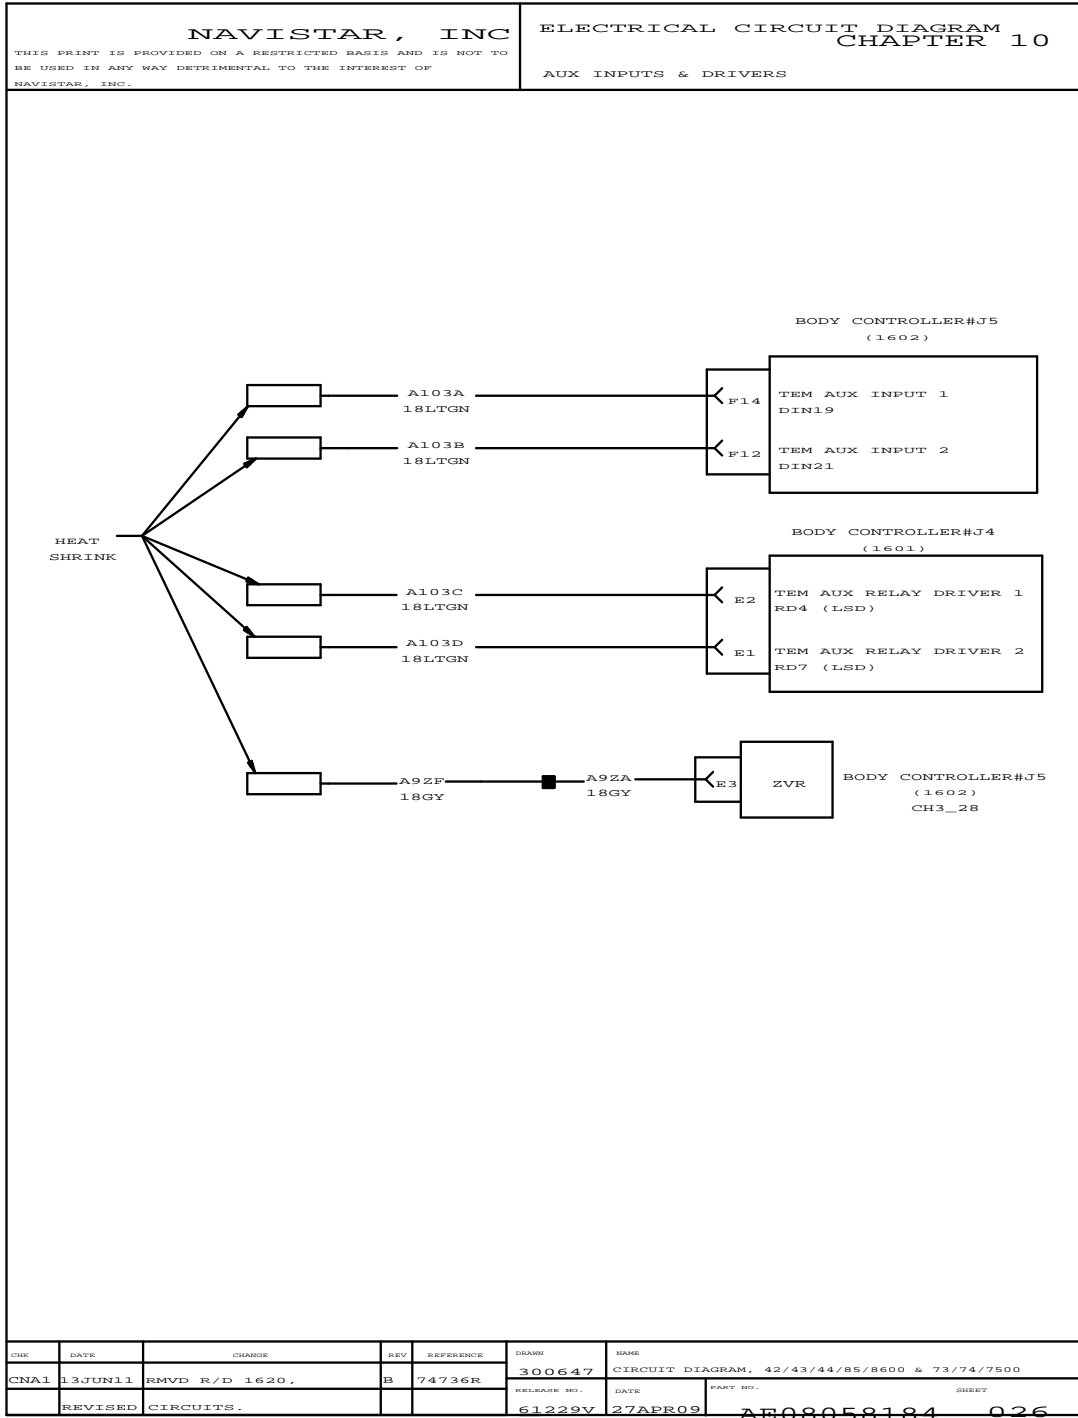 NAVISTAR, INC
THIS PRINT IS PROVIDED ON A RESTRICTED BASIS AND IS NOT TO
BE USED IN ANY WAY DETRIMENTAL TO THE INTEREST OF
NAVISTAR, INC.
ELECTRICAL CIRCUIT DIAGRAM
CHAPTER 10
AUX INPUTS & DRIVERS
BODY CONTROLLER#J5
(1602)
A103A
18LTGN
F14
TEM AUX INPUT 1
DIN19
A103B
18LTGN
F12
TEM AUX INPUT 2
DIN21
HEAT
SHRINK
BODY CONTROLLER#J4
(1601)
A103C
18LTGN
E2
TEM AUX RELAY DRIVER 1
RD4 (LSD)
A103D
18LTGN
E1
TEM AUX RELAY DRIVER 2
RD7 (LSD)
A9ZF
18GY
A9ZA
18GY
E3
ZVR
BODY CONTROLLER#J5
(1602)
CH3_28
CHK DATE CHANGE REV REFERENCE
CNA1 13JUN11 RMVD R/D 1620, B 74736R
REVISED CIRCUITS.
DRAWN
300647
NAME
CIRCUIT DIAGRAM, 42/43/44/85/8600 & 73/74/7500
RELEASE NO.
61229V
DATE
27APR09
PART NO.
AE08058184
SHEET
026